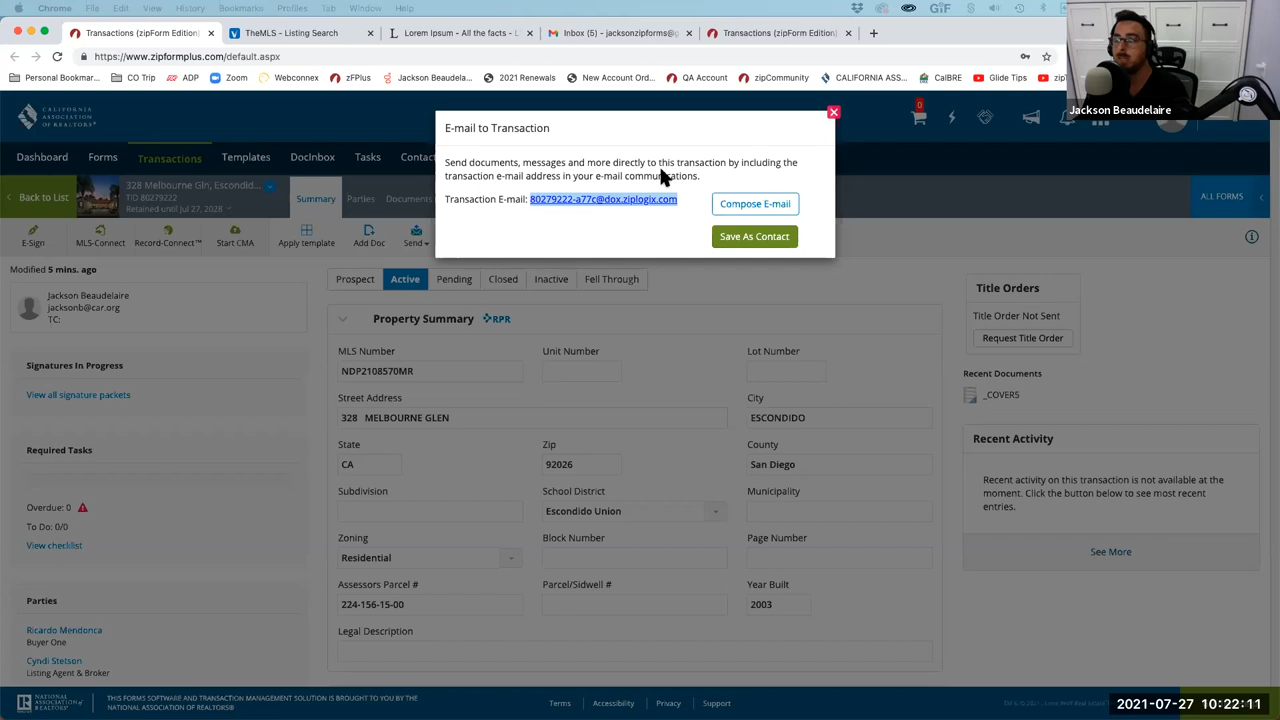 Transactions (zipForm Edition)
TheMLS - Listing Search
Lorem Ipsum - All the facts - L
Inbox (5) - jacksonzipforms@g
Transactions (zipForm Edition)
https://www.zipformplus.com/default.aspx
Personal Bookmar...
CO Trip
ADP
Zoom
Webconnex
zFPlus
Jackson Beaudela...
2021 Renewals
New Account Ord...
QA Account
zipCommunity
CALIFORNIA ASS...
CalBRE
Glide Tips
Jackson Beaudelaire
CALIFORNIA
ASSOCIATION
OF REALTORS®
0
Dashboard
Forms
Transactions
Templates
DocInbox
Tasks
Back to List
328 Melbourne Gln, Escondid...
TID 80279222
Retained until Jul 27, 2028
Summary
Parties
Documents
ALL FORMS
E-mail to Transaction
Send documents, messages and more directly to this transaction by including the
transaction e-mail address in your e-mail communications.
Transaction E-mail: 80279222-a77c@dox.ziplogix.com
Compose E-mail
Save As Contact
E-Sign
MLS-Connect
Record-Connect™
Start CMA
Apply template
Add Doc
Send
Modified 5 mins. ago
Jackson Beaudelaire
jacksonb@car.org
TC:
Signatures In Progress
View all signature packets
Required Tasks
Overdue: 0
To Do: 0/0
View checklist
Parties
Ricardo Mendonca
Buyer One
Cyndi Stetson
Listing Agent & Broker
Prospect
Active
Pending
Closed
Inactive
Fell Through
Property Summary
RPR
MLS Number
Unit Number
Lot Number
NDP2108570MR
Street Address
City
328 MELBOURNE GLEN
ESCONDIDO
State
Zip
County
CA
92026
San Diego
Subdivision
School District
Municipality
Escondido Union
Zoning
Block Number
Page Number
Residential
Assessors Parcel #
Parcel/Sidwell #
Year Built
224-156-15-00
2003
Legal Description
Title Orders
Title Order Not Sent
Request Title Order
Recent Documents
_COVER5
Recent Activity
Recent activity on this transaction is not available at the
moment. Click the button below to see most recent
entries.
See More
NATIONAL
ASSOCIATION of
REALTORS®
THIS FORMS SOFTWARE AND TRANSACTION MANAGEMENT SOLUTION IS BROUGHT TO YOU BY THE
NATIONAL ASSOCIATION OF REALTORS®
Terms
Accessibility
Privacy
Support
2021-07-27 10:22:11